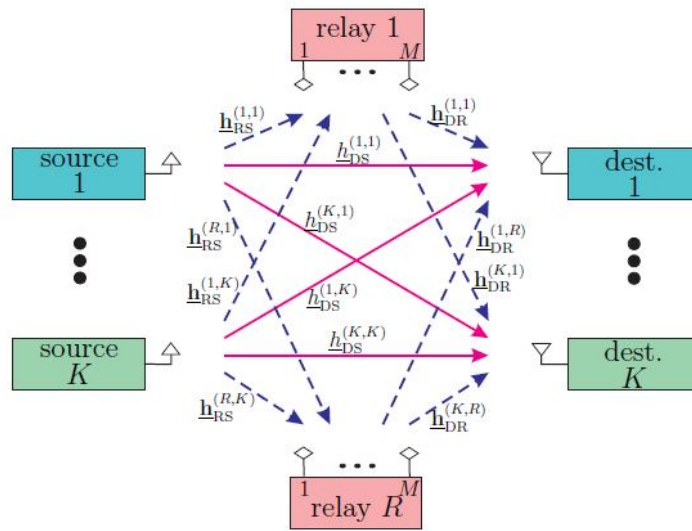 relay 1
1 M
h_RS^(1,1)
h_DR^(1,1)
source
1
h_DS^(1,1)
dest.
1
h_DS^(K,1)
h_RS^(R,1)
h_DR^(1,R)
h_RS^(1,K)
h_DS^(1,K)
h_DR^(K,1)
source
K
h_DS^(K,K)
dest.
K
h_RS^(R,K)
h_DR^(K,R)
1 M
relay R